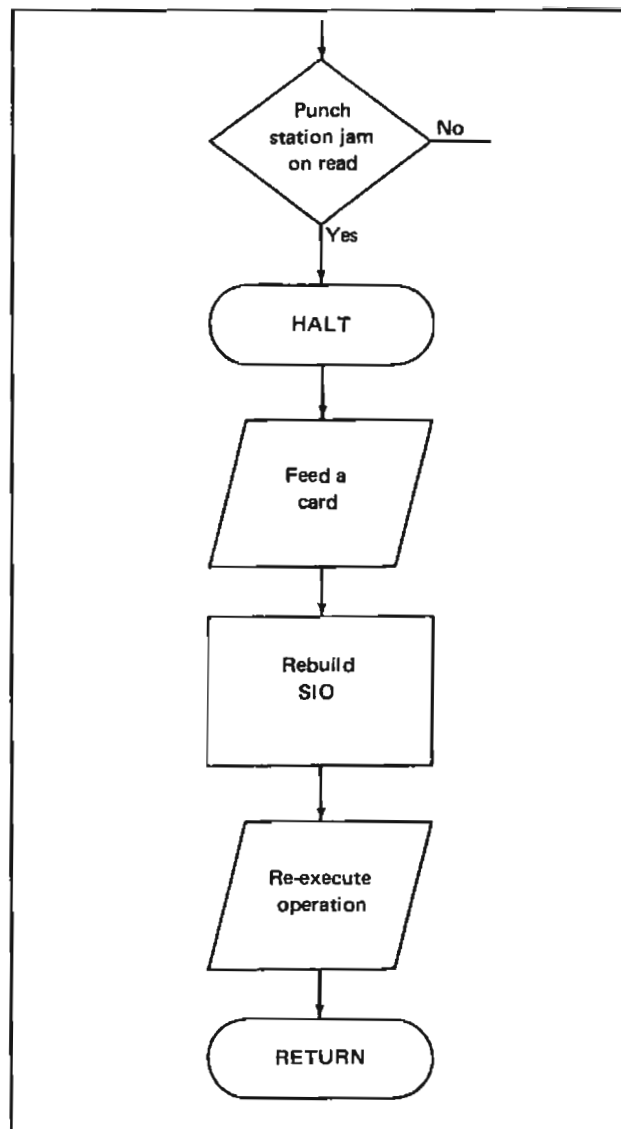 Punch
station jam
on read
No
Yes
HALT
Feed a
card
Rebuild
SIO
Re-execute
operation
RETURN